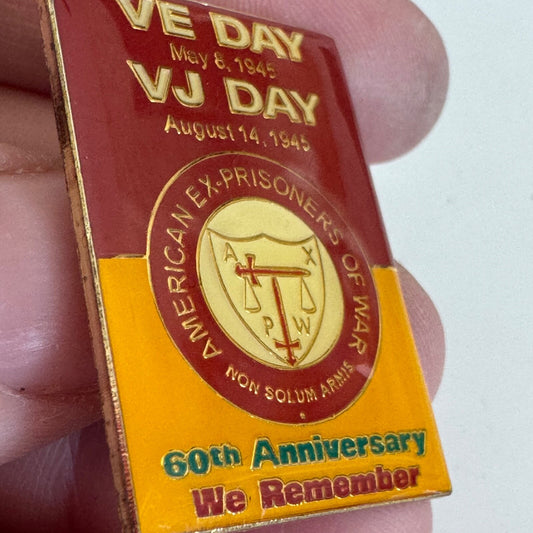 VE DAY
May 8, 1945
VJ DAY
August 14, 1945
AMERICAN EX-PRISONERS OF WAR
A X
P W
NON SOLUM ARMIS
60th Anniversary
We Remember